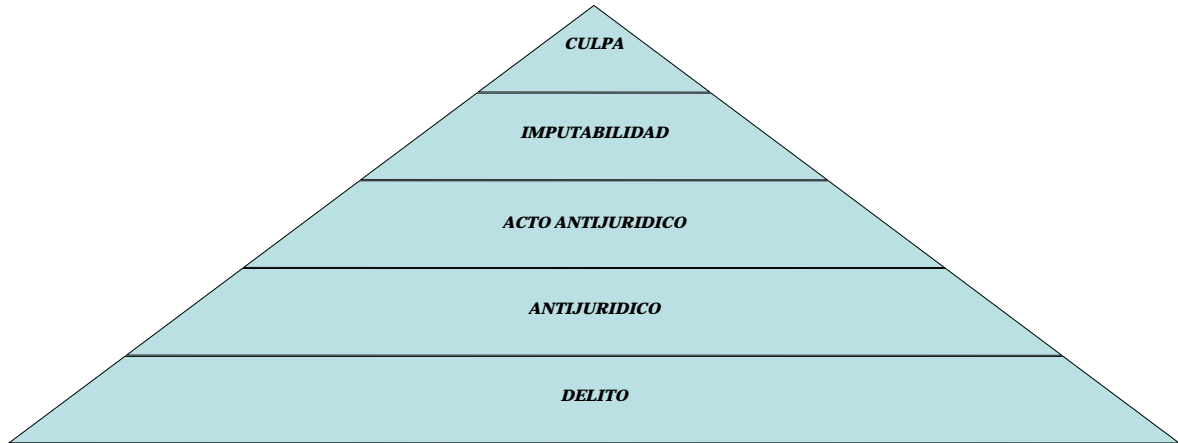 CULPA
IMPUTABILIDAD
ACTO ANTIJURIDICO
ANTIJURIDICO
DELITO